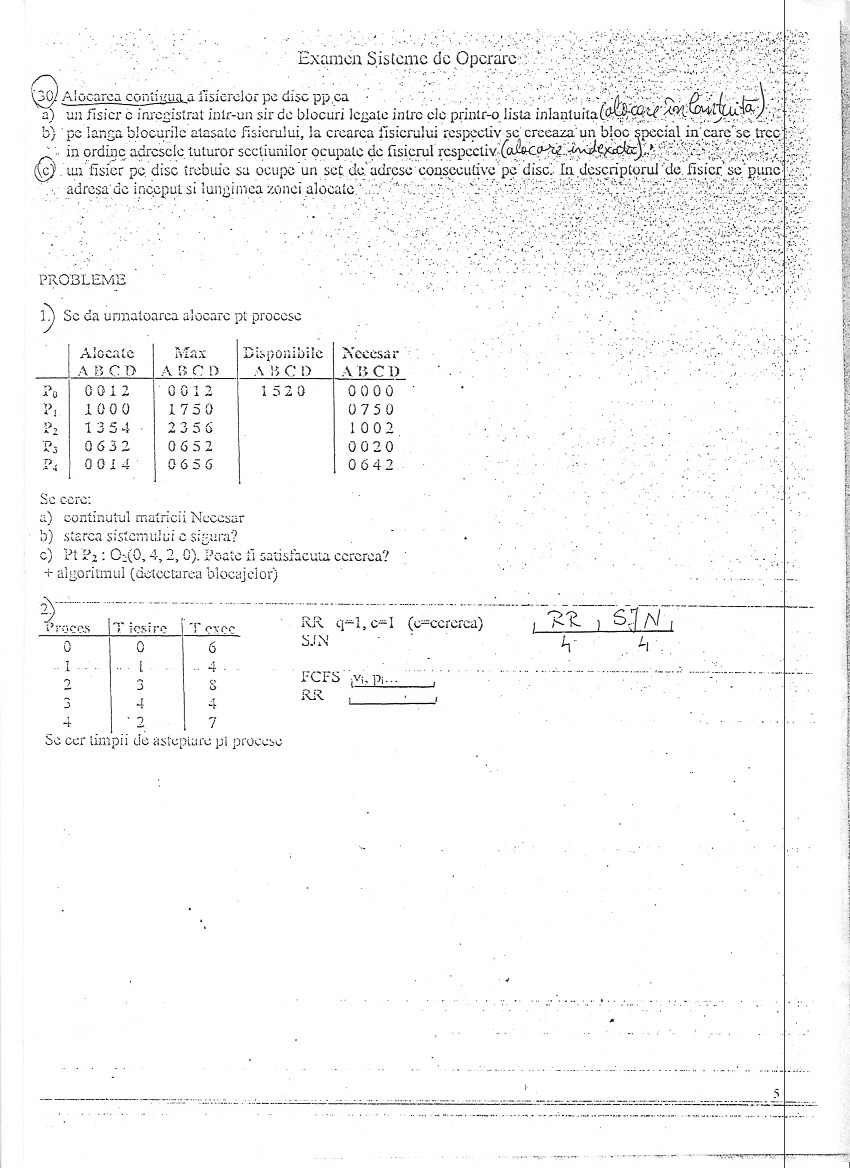 Examen Sisteme de Operare
30) Alocarea contigua a fisierelor pe disc pp ca
a) un fisier e inregistrat intr-un sir de blocuri legate intre ele printr-o lista inlantuita (alocare înlănțuită)
b) pe langa blocurile atasate fisierului, la crearea fisierului respectiv se creeaza un bloc special in care se trec
in ordine adresele tuturor sectiunilor ocupate de fisierul respectiv (alocare indexată).
c) un fisier pe disc trebuie sa ocupe un set de adrese consecutive pe disc. In descriptorul de fisier se pune
adresa de inceput si lungimea zonei alocate
PROBLEME
1.) Se da urmatoarea alocare pt procese
Alocate Max Disponibile Necesar
A B C D A B C D A B C D A B C D
P0 0 0 1 2 0 0 1 2 1 5 2 0 0 0 0 0
P1 1 0 0 0 1 7 5 0 0 7 5 0
P2 1 3 5 4 2 3 5 6 1 0 0 2
P3 0 6 3 2 0 6 5 2 0 0 2 0
P4 0 0 1 4 0 6 5 6 0 6 4 2
Se cere:
a) continutul matricii Necesar
b) starea sistemului e sigura?
c) Pt P2 : O2(0, 4, 2, 0). Poate fi satisfacuta cererea?
+ algoritmul (detectarea blocajelor)
2)
Proces T iesire T exec RR q=1, c=1 (c=cererea) RR SJN
0 0 6 SJN 4 4
1 1 4
2 3 8 FCFS vi, pi...
3 4 4 RR
4 2 7
Se cer timpii de asteptare pt procese
5